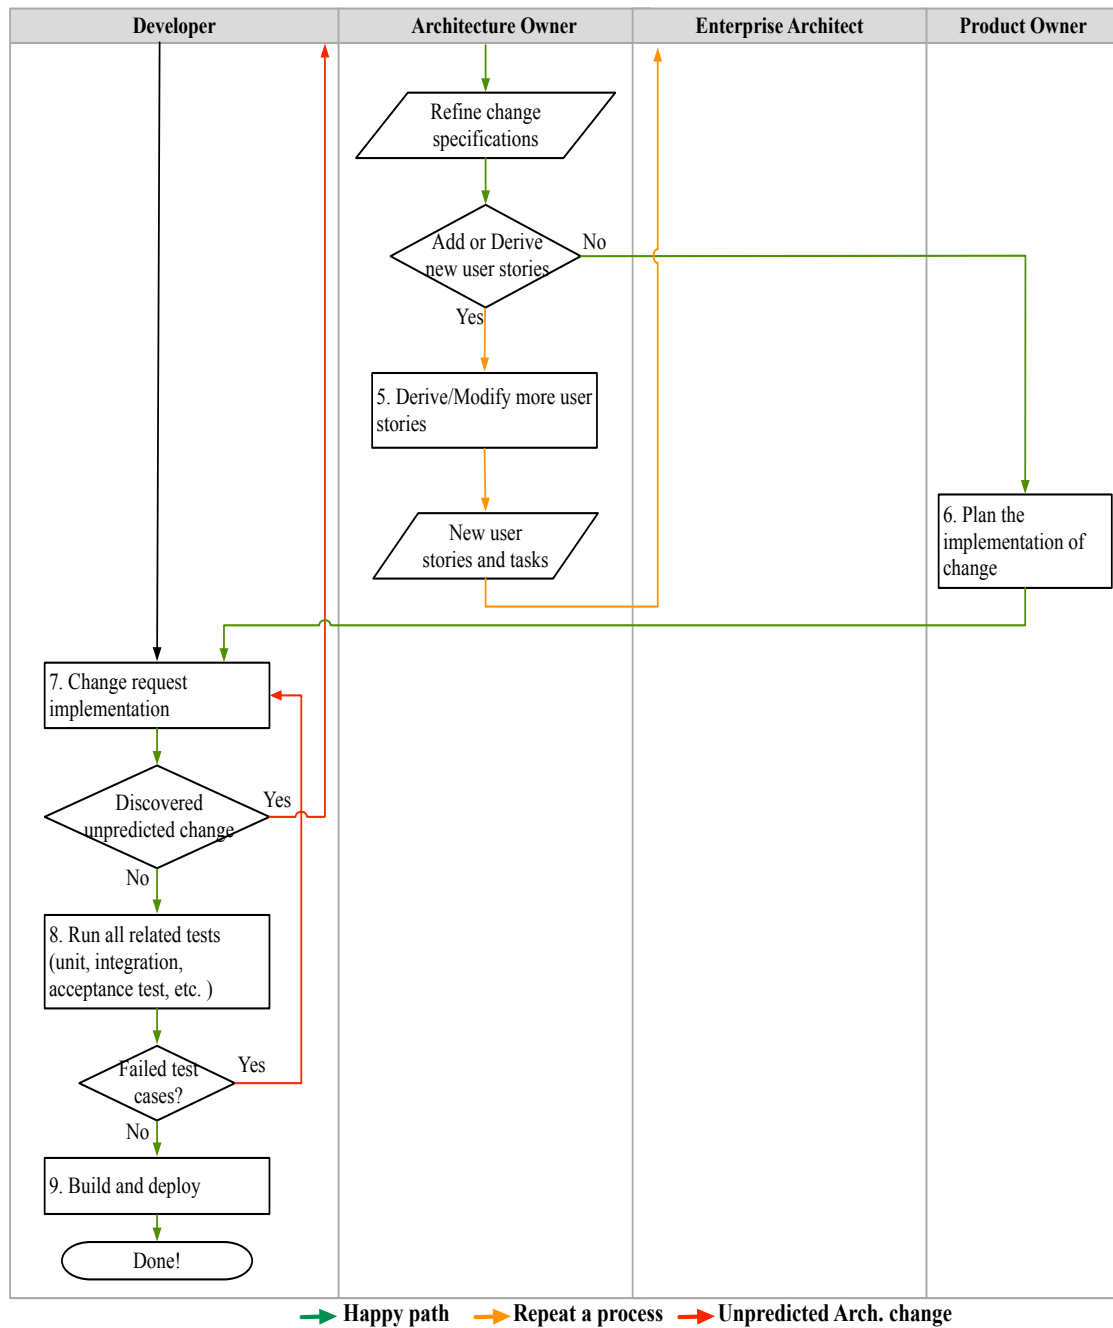 Developer
Architecture Owner
Enterprise Architect
Product Owner
Refine change
specifications
Add or Derive
new user stories
No
Yes
5. Derive/Modify more user
stories
New user
stories and tasks
6. Plan the
implementation of
change
7. Change request
implementation
Discovered
unpredicted change
Yes
No
8. Run all related tests
(unit, integration,
acceptance test, etc. )
Failed test
cases?
Yes
No
9. Build and deploy
Done!
Happy path
Repeat a process
Unpredicted Arch. change